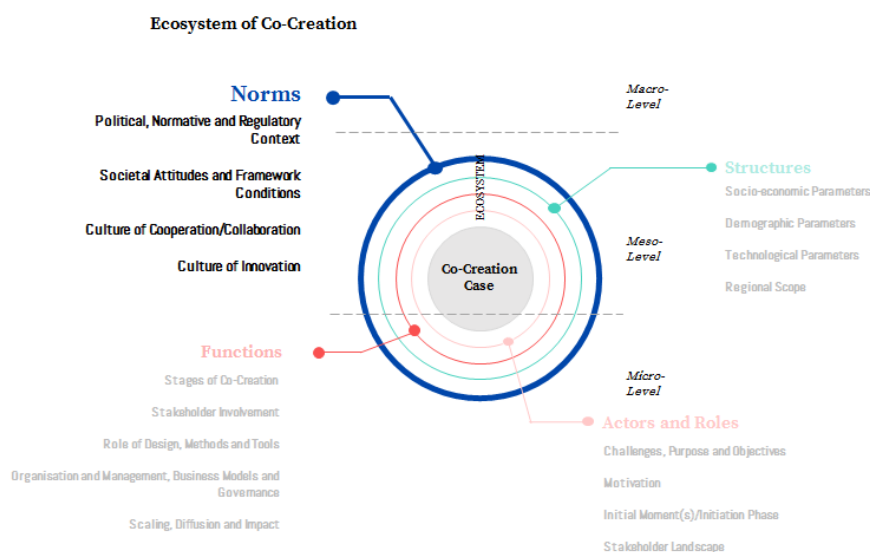 Ecosystem of Co-Creation
Norms
Political, Normative and Regulatory
Context
Societal Attitudes and Framework
Conditions
Culture of Cooperation/Collaboration
Culture of Innovation
Macro-
Level
ECOSYSTEM
Structures
Socio-economic Parameters
Demographic Parameters
Technological Parameters
Regional Scope
Meso-
Level
Co-Creation
Case
Functions
Stages of Co-Creation
Stakeholder Involvement
Role of Design, Methods and Tools
Organisation and Management, Business Models and
Governance
Scaling, Diffusion and Impact
Micro-
Level
Actors and Roles
Challenges, Purpose and Objectives
Motivation
Initial Moment(s)/Initiation Phase
Stakeholder Landscape